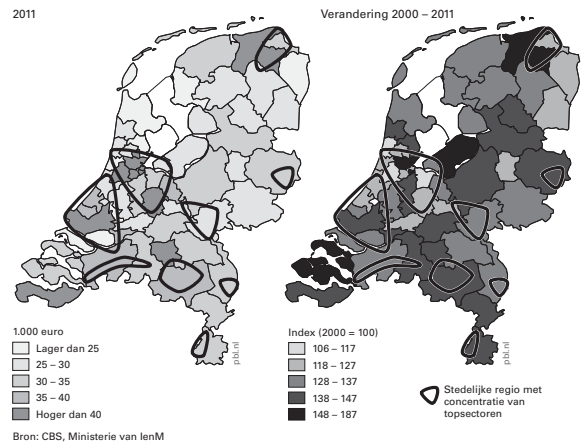 2011
Verandering 2000 – 2011
1.000 euro
Lager dan 25
25 – 30
30 – 35
35 – 40
Hoger dan 40
pbl.nl
Index (2000 = 100)
106 – 117
118 – 127
128 – 137
138 – 147
148 – 187
pbl.nl
Stedelijke regio met
concentratie van
topsectoren
Bron: CBS, Ministerie van IenM